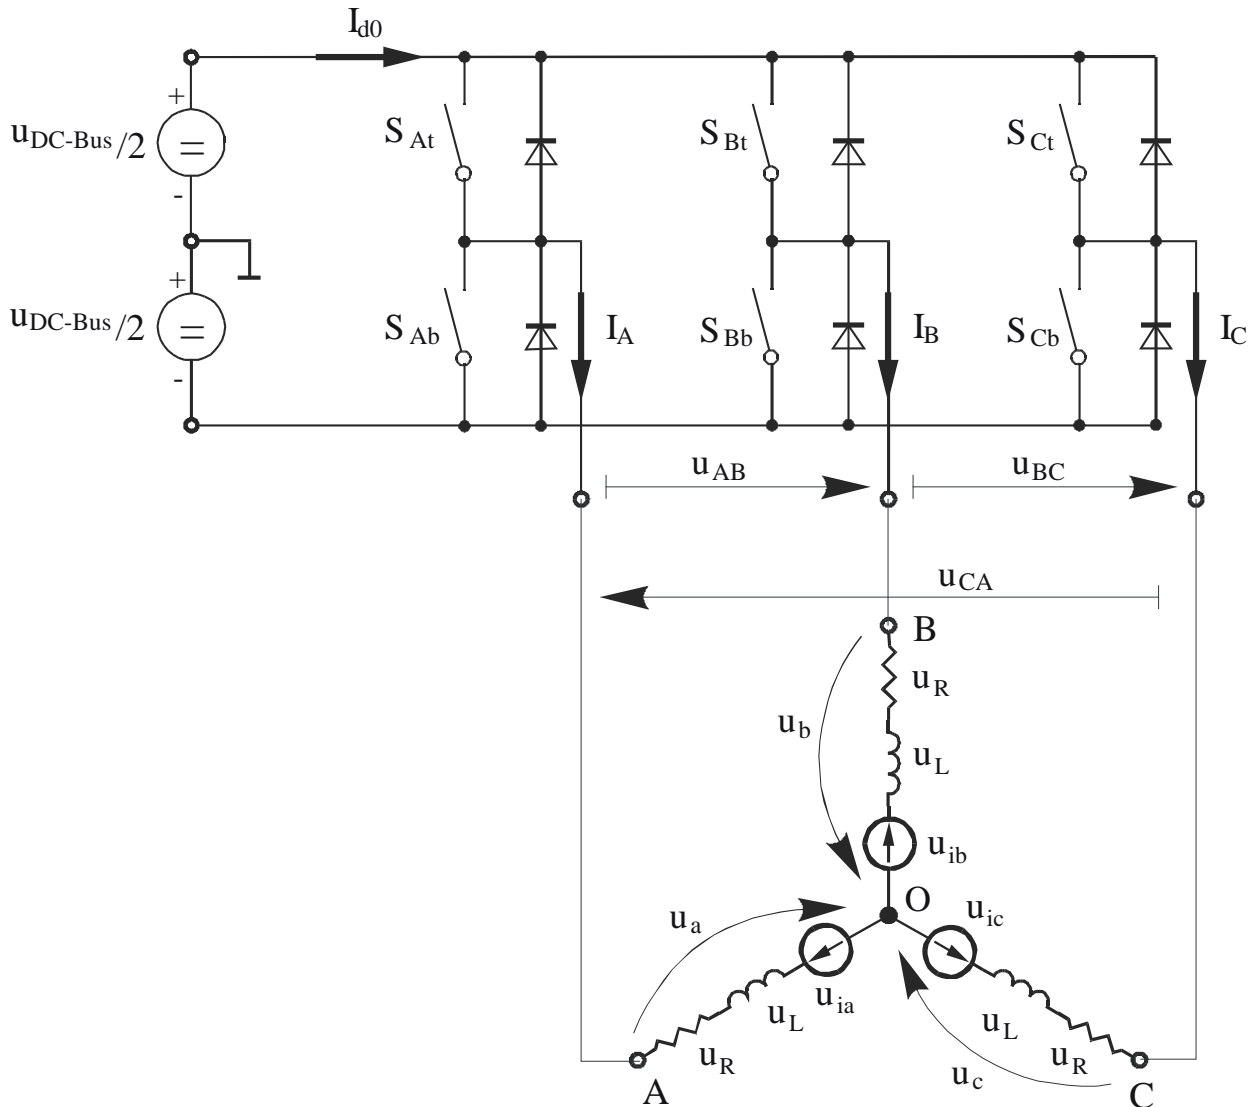 I_d0
+
u_DC-Bus/2
=
-
S_At
S_Bt
S_Ct
+
u_DC-Bus/2
=
-
S_Ab
I_A
S_Bb
I_B
S_Cb
I_C
u_AB
u_BC
u_CA
B
u_R
u_b
u_L
u_ib
O
u_a
u_ic
u_ia
u_L
u_L
u_R
u_R
u_c
A
C